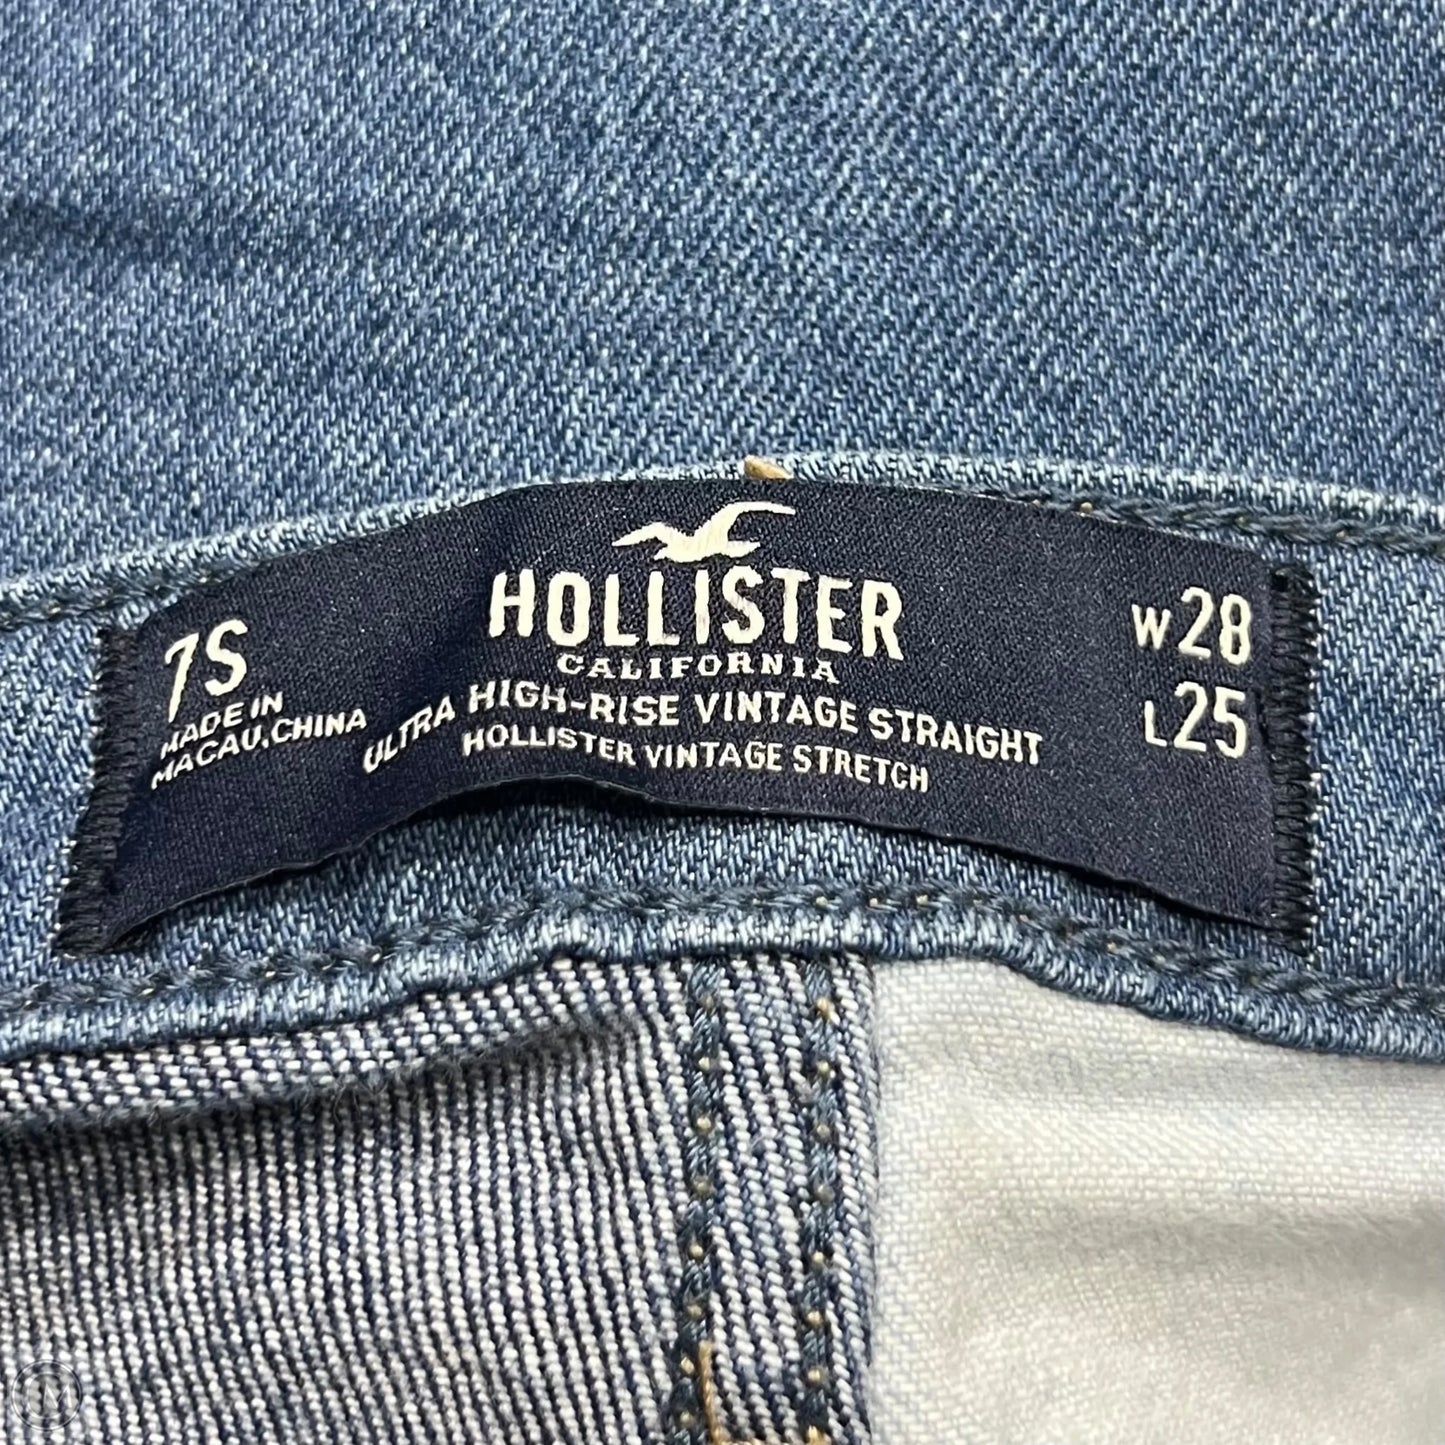 7S
MADE IN
MACAU, CHINA
HOLLISTER
CALIFORNIA
ULTRA HIGH-RISE VINTAGE STRAIGHT
HOLLISTER VINTAGE STRETCH
W28
L25
M